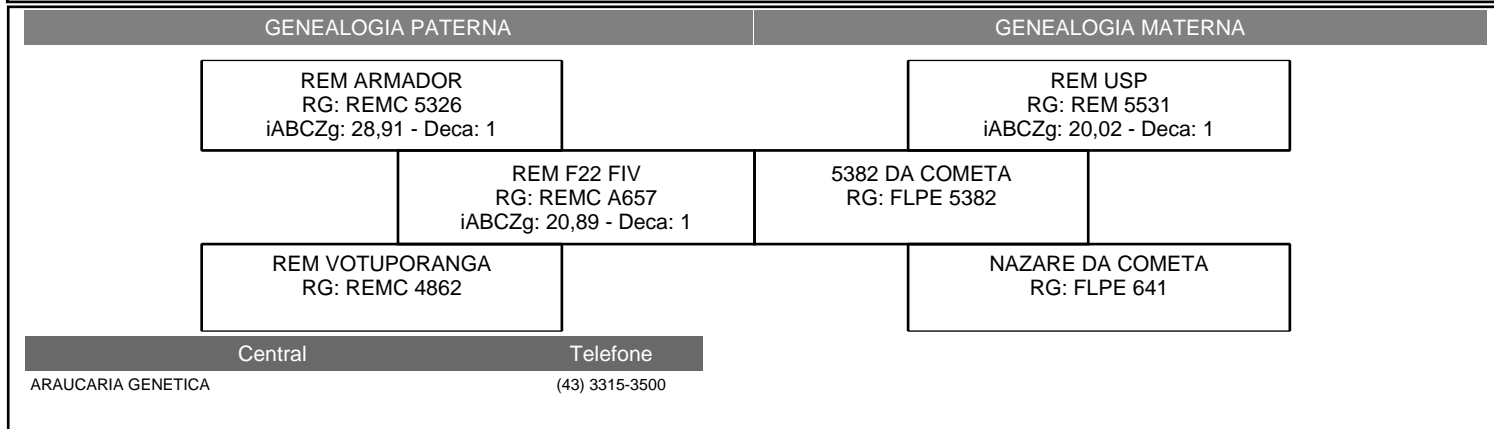 GENEALOGIA PATERNA
GENEALOGIA MATERNA
REM ARMADOR
RG: REMC 5326
iABCZg: 28,91 - Deca: 1
REM USP
RG: REM 5531
iABCZg: 20,02 - Deca: 1
REM F22 FIV
RG: REMC A657
iABCZg: 20,89 - Deca: 1
5382 DA COMETA
RG: FLPE 5382
REM VOTUPORANGA
RG: REMC 4862
NAZARE DA COMETA
RG: FLPE 641
Central
Telefone
ARAUCARIA GENETICA
(43) 3315-3500